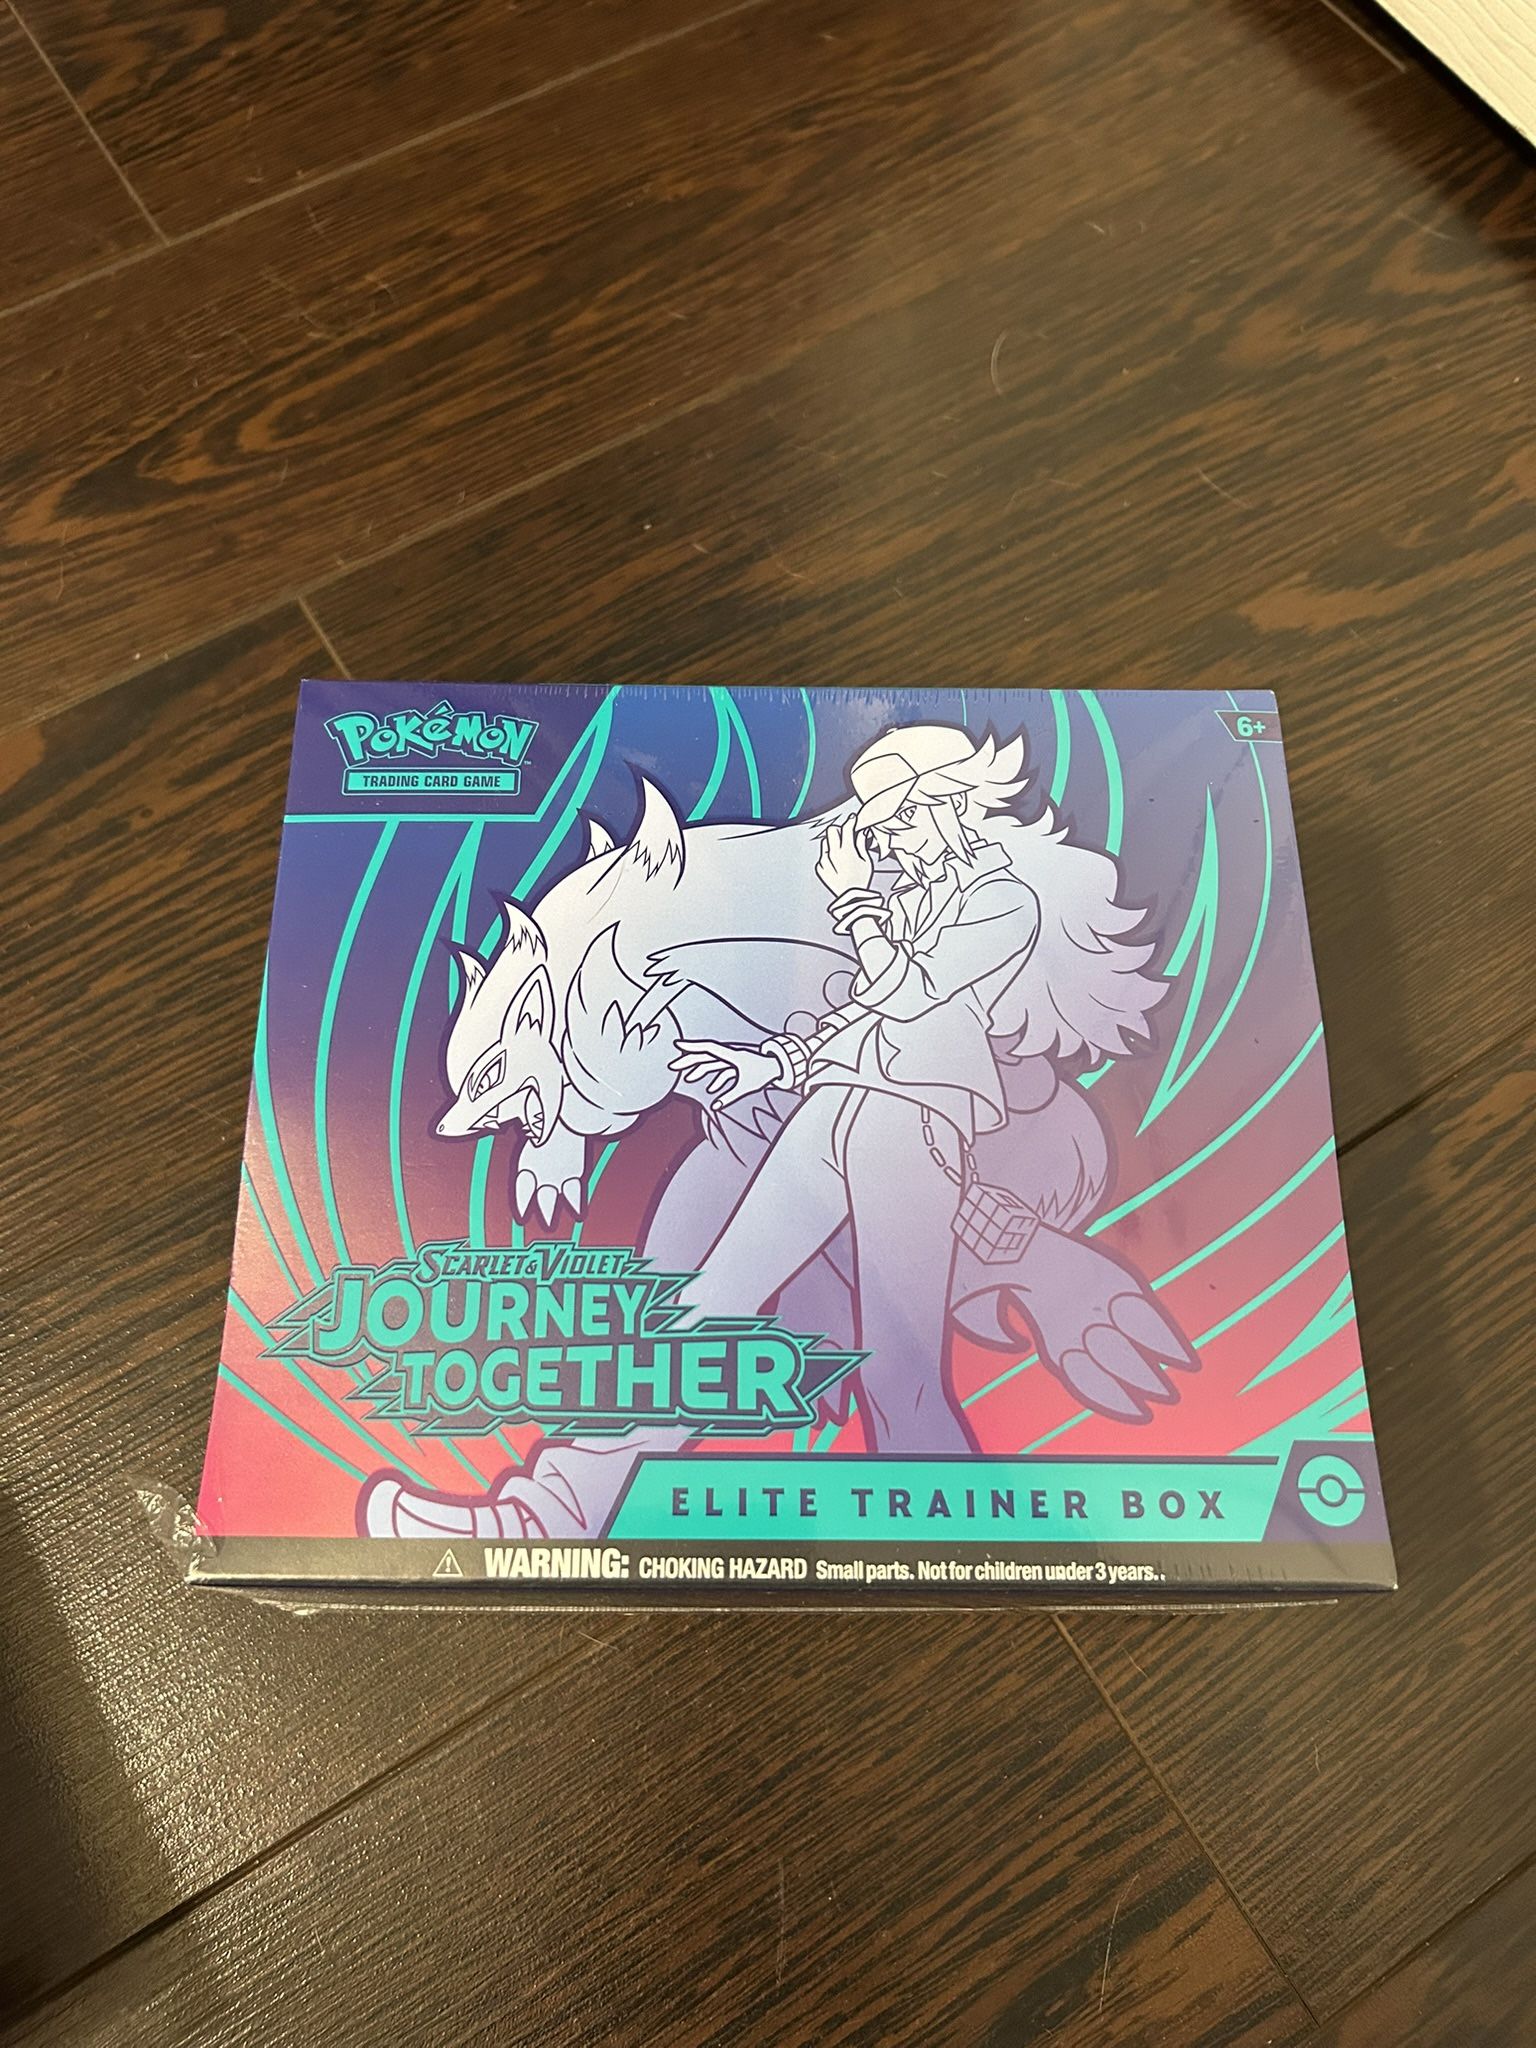 POKéMON™
TRADING CARD GAME
6+
SCARLET & VIOLET
JOURNEY
TOGETHER
ELITE TRAINER BOX
WARNING: CHOKING HAZARD Small parts. Not for children under 3 years.